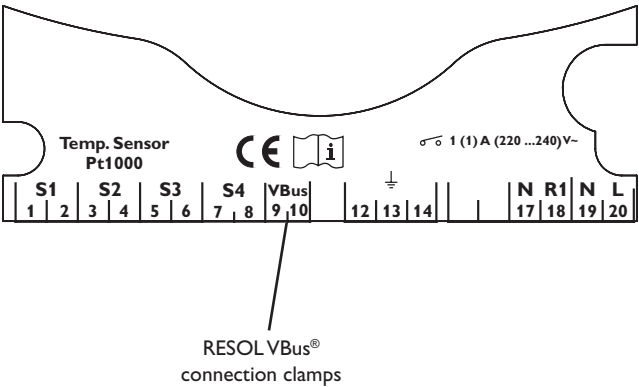 Temp. Sensor
Pt1000
CE
i
1 (1) A (220 ...240)V~
S1 S2 S3 S4 VBus N R1 N L
1 2 3 4 5 6 7 8 9 10 12 13 14 17 18 19 20
RESOL VBus®
connection clamps